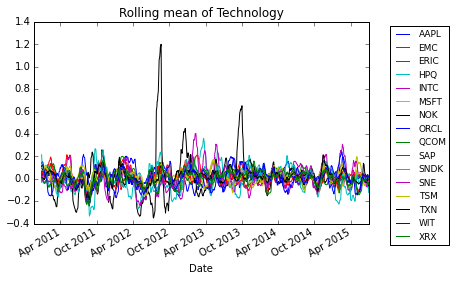 Rolling mean of Technology
1.4
1.2
1.0
0.8
0.6
0.4
0.2
0.0
−0.2
−0.4
Apr 2011
Oct 2011
Apr 2012
Oct 2012
Apr 2013
Oct 2013
Apr 2014
Oct 2014
Apr 2015
Date
AAPL
EMC
ERIC
HPQ
INTC
MSFT
NOK
ORCL
QCOM
SAP
SNDK
SNE
TSM
TXN
WIT
XRX